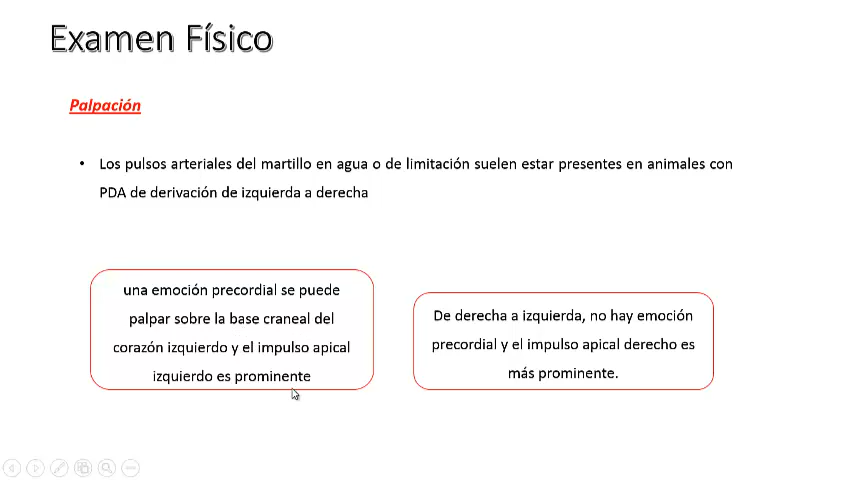 Examen Físico
Palpación
• Los pulsos arteriales del martillo en agua o de limitación suelen estar presentes en animales con
PDA de derivación de izquierda a derecha
una emoción precordial se puede
palpar sobre la base craneal del
corazón izquierdo y el impulso apical
izquierdo es prominente
De derecha a izquierda, no hay emoción
precordial y el impulso apical derecho es
más prominente.